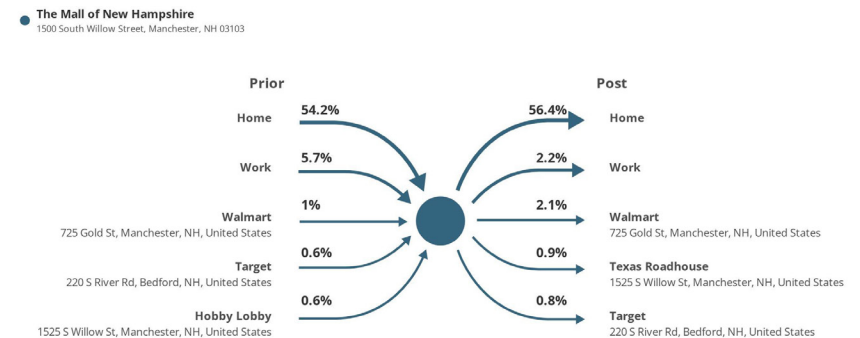 The Mall of New Hampshire
1500 South Willow Street, Manchester, NH 03103
Prior
Post
Home
54.2%
56.4%
Home
Work
5.7%
2.2%
Work
Walmart
725 Gold St, Manchester, NH, United States
1%
2.1%
Walmart
725 Gold St, Manchester, NH, United States
Target
220 S River Rd, Bedford, NH, United States
0.6%
0.9%
Texas Roadhouse
1525 S Willow St, Manchester, NH, United States
Hobby Lobby
1525 S Willow St, Manchester, NH, United States
0.6%
0.8%
Target
220 S River Rd, Bedford, NH, United States